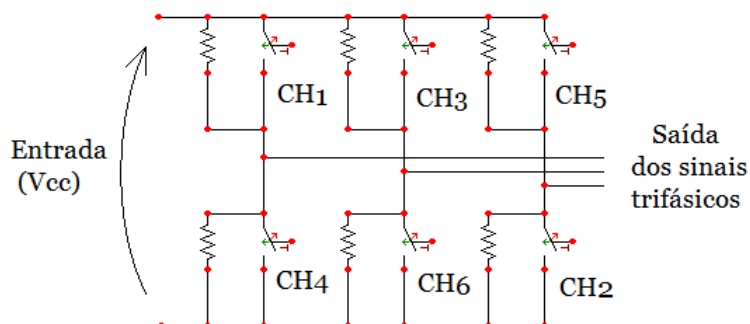 CH1
CH3
CH5
Entrada
(Vcc)
Saída
dos sinais
trifásicos
CH4
CH6
CH2